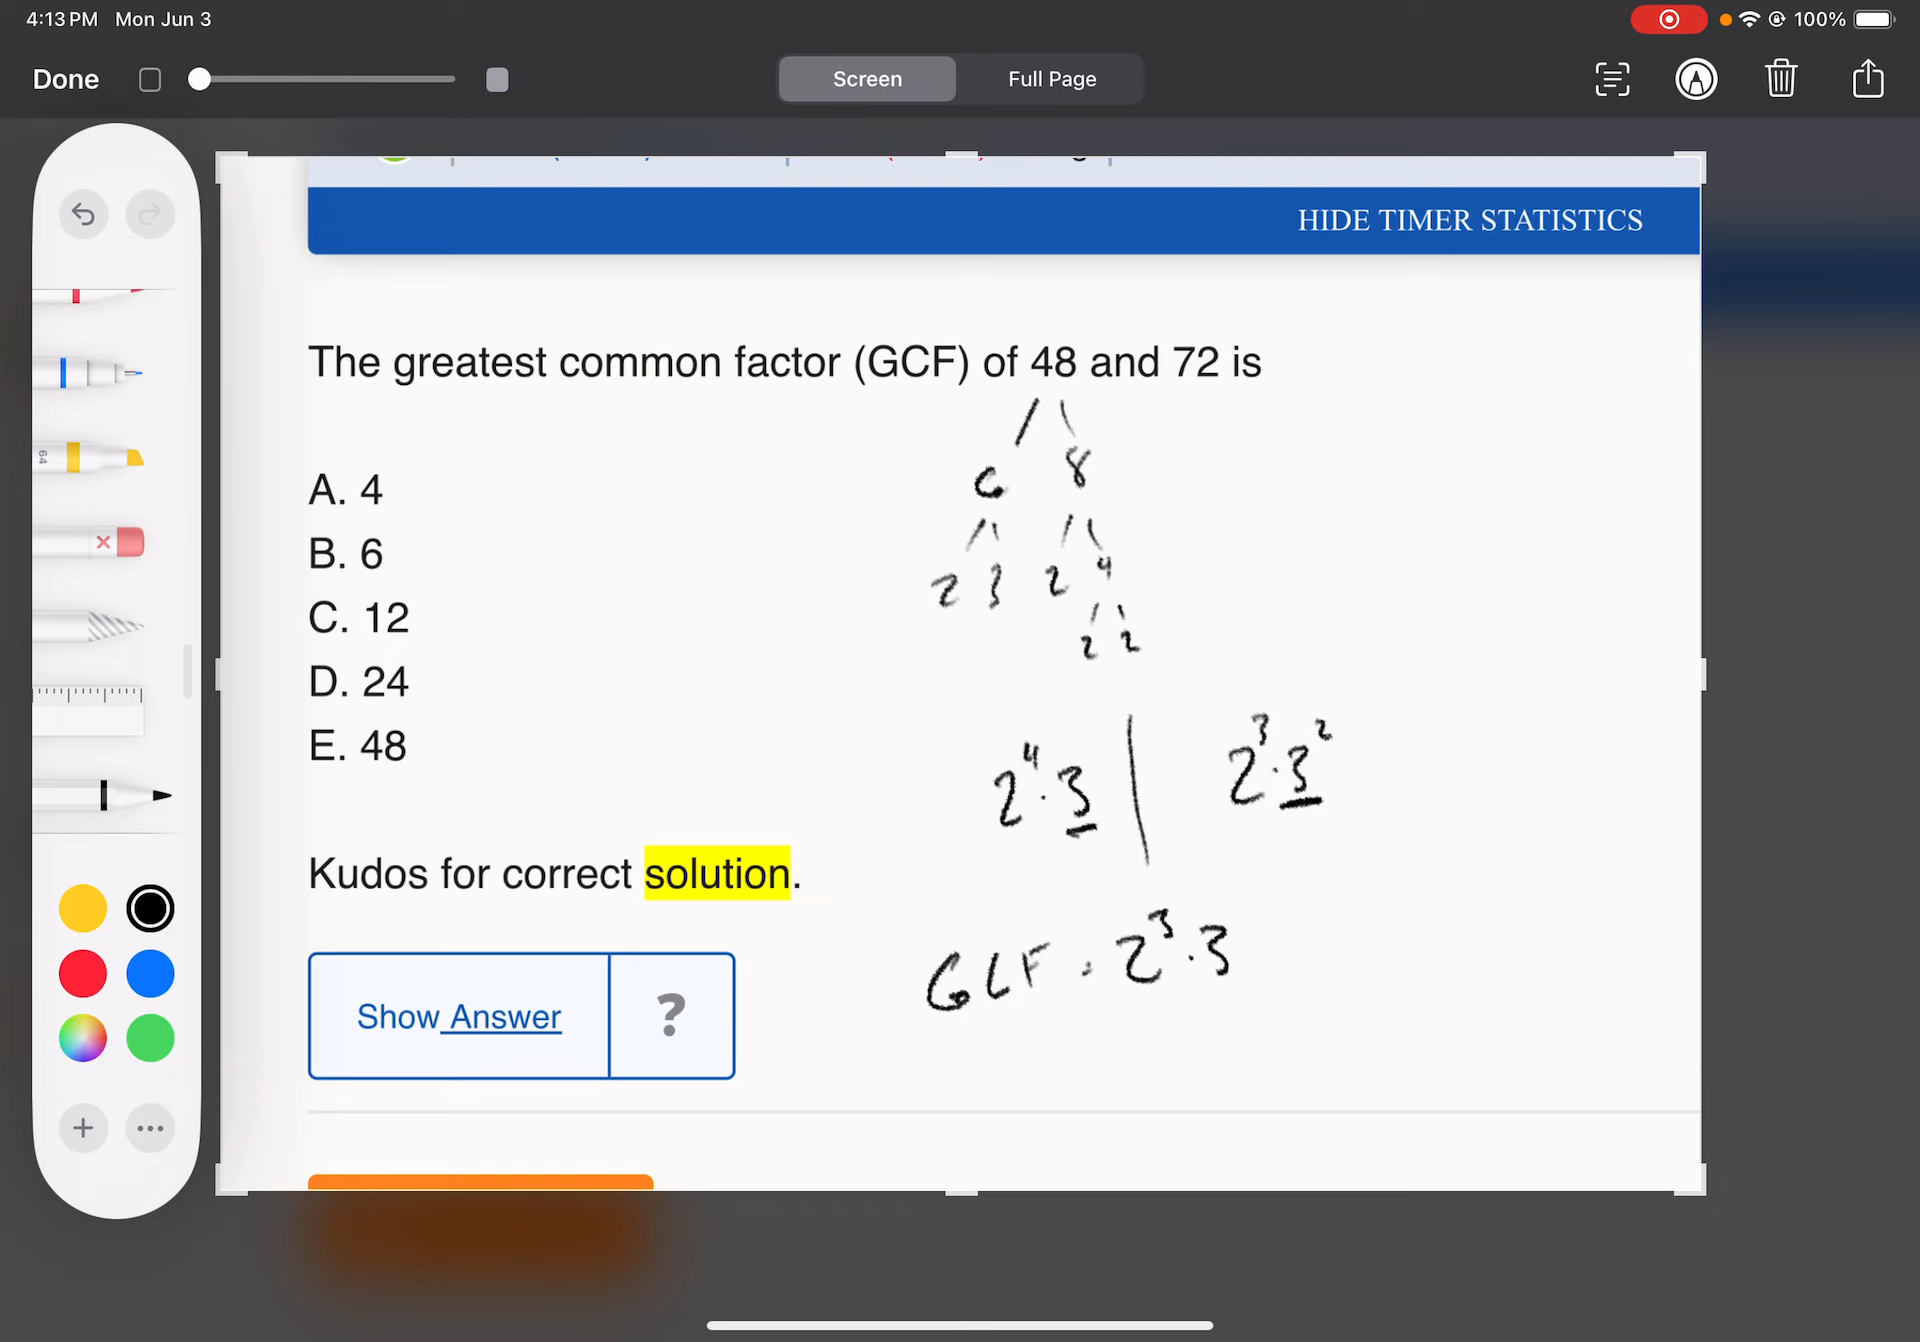 4:13 PM Mon Jun 3
100%
Done
Screen
Full Page
HIDE TIMER STATISTICS
The greatest common factor (GCF) of 48 and 72 is
6 8
2 3 2 4
2 2
A. 4
B. 6
C. 12
D. 24
E. 48
2⁴ · 3 | 2³ · 3²
Kudos for correct solution.
GCF = 2³ · 3
Show Answer
?
64